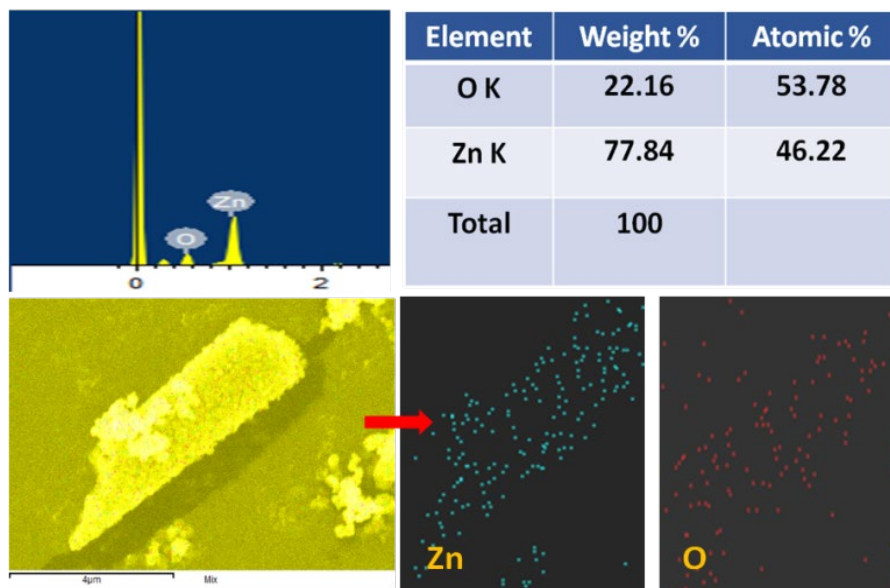 Zn
O
0 2
Element Weight % Atomic %
O K 22.16 53.78
Zn K 77.84 46.22
Total 100
4µm Mix
Zn
O